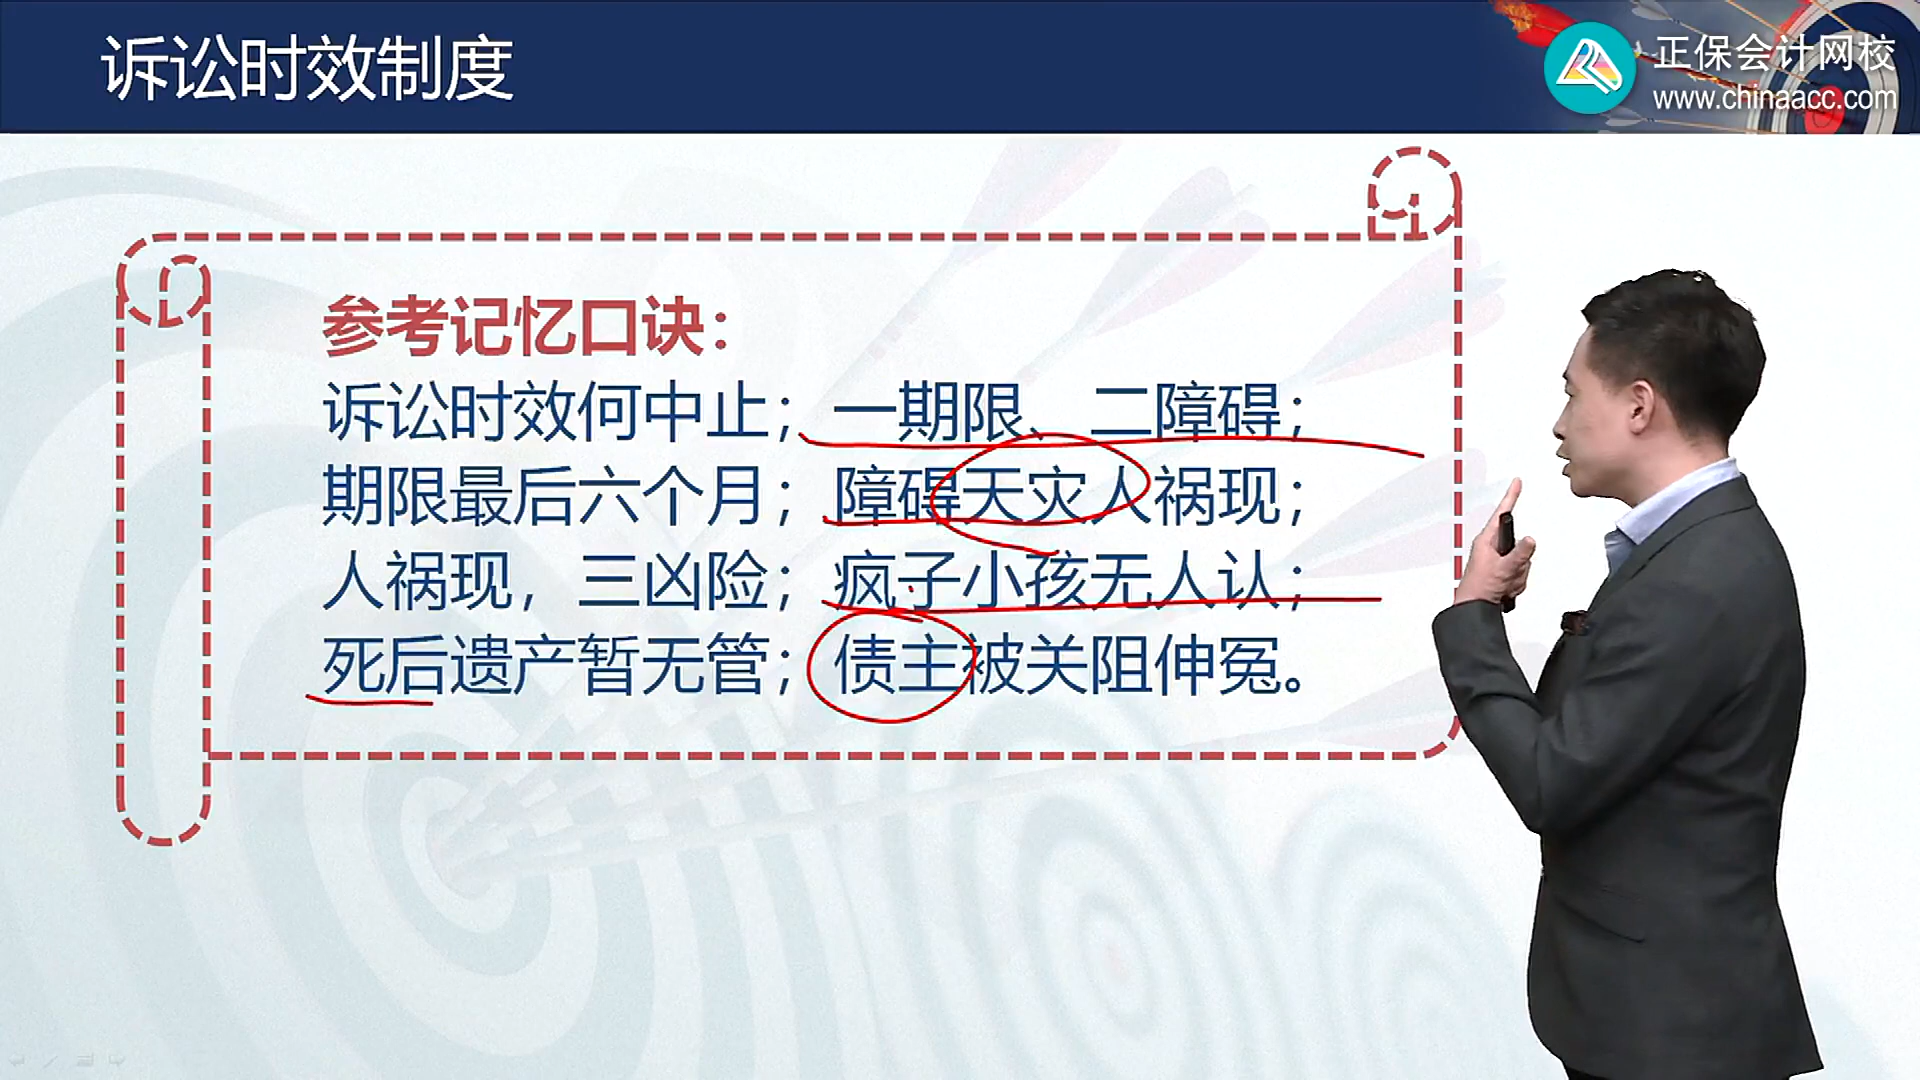 诉讼时效制度
正保会计网校
www.chinaacc.com
参考记忆口诀：
诉讼时效何中止；一期限、二障碍；
期限最后六个月；障碍天灾人祸现；
人祸现，三凶险；疯子小孩无人认；
死后遗产暂无管；债主被关阻伸冤。